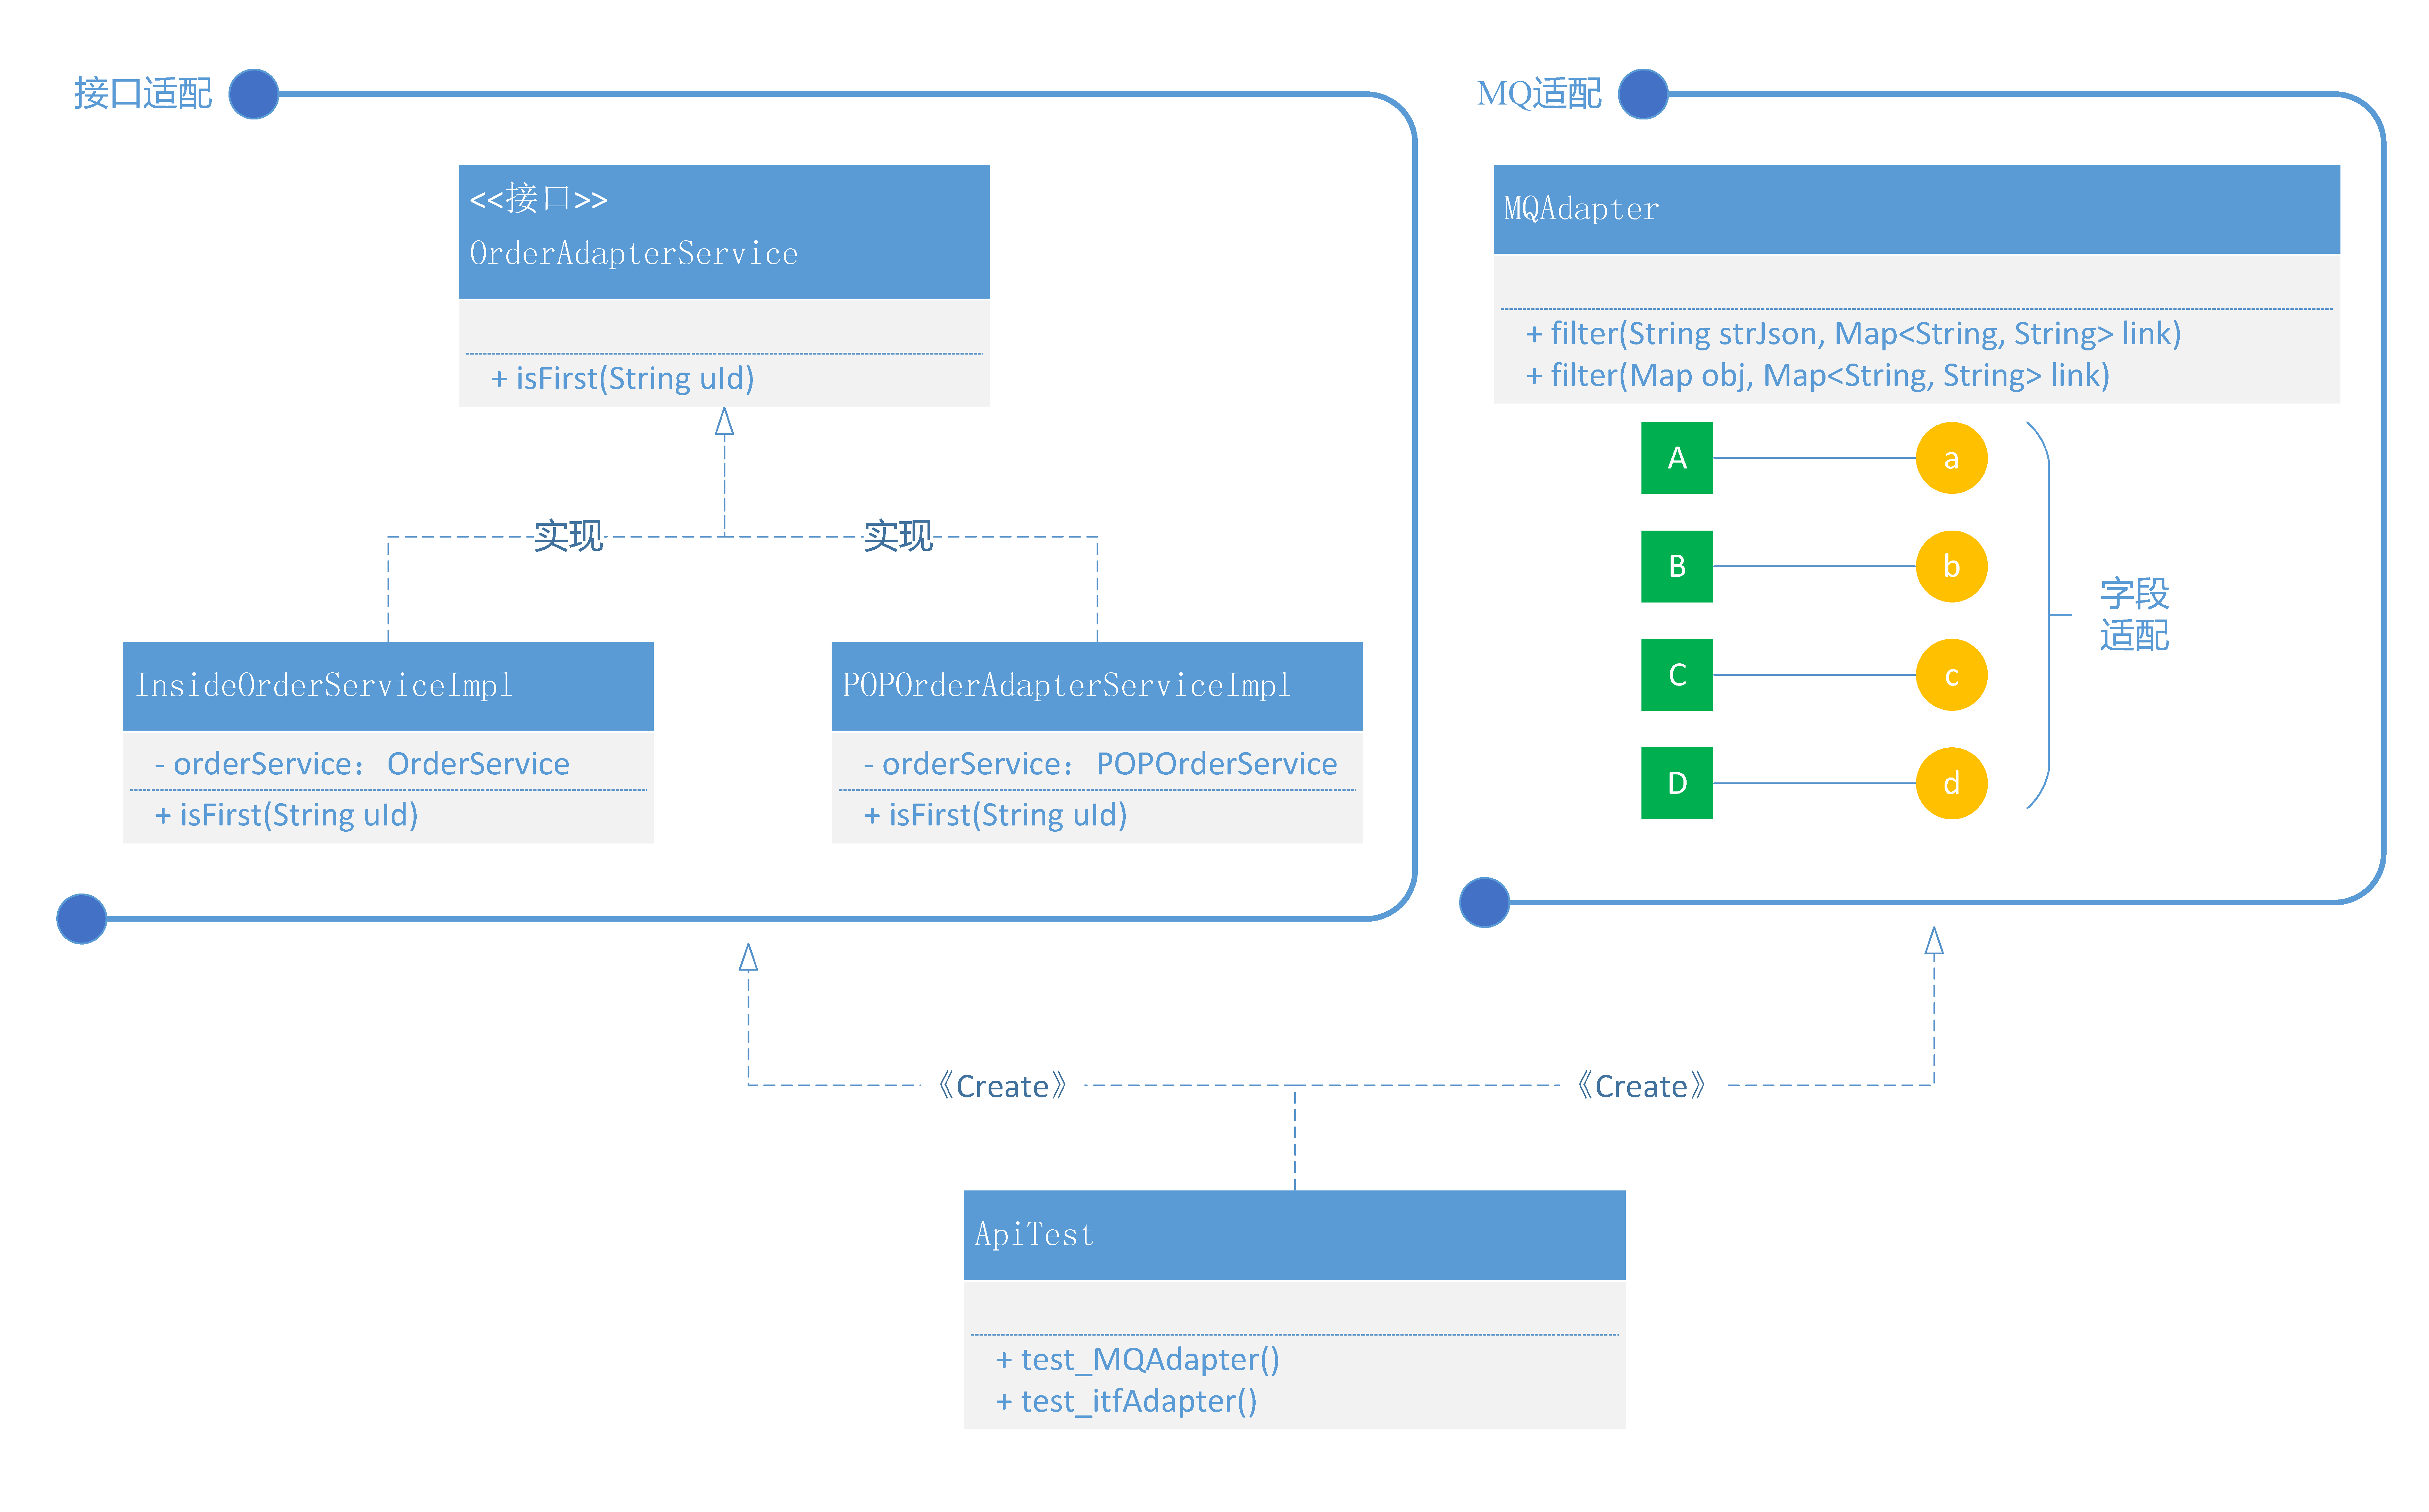 接口适配
<<接口>>
OrderAdapterService
+ isFirst(String uId)
实现
实现
InsideOrderServiceImpl
- orderService： OrderService
+ isFirst(String uId)
POPOrderAdapterServiceImpl
- orderService： POPOrderService
+ isFirst(String uId)
MQ适配
MQAdapter
+ filter(String strJson, Map<String, String> link)
+ filter(Map obj, Map<String, String> link)
A
a
B
b
C
c
D
d
字段
适配
《Create》
《Create》
ApiTest
+ test_MQAdapter()
+ test_itfAdapter()